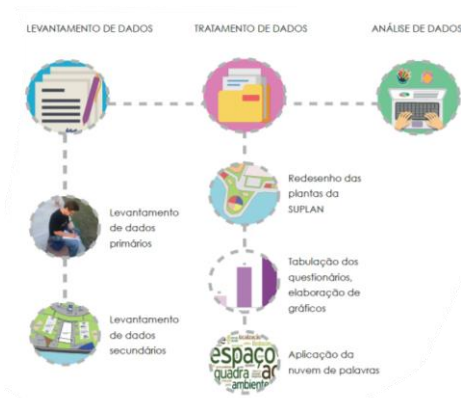 LEVANTAMENTO DE DADOS
TRATAMENTO DE DADOS
ANÁLISE DE DADOS
Levantamento
de dados
primários
Levantamento
de dados
secundários
Redesenho das
plantas da
SUPLAN
Tabulação dos
questionários,
elaboração de
gráficos
espaço
quadra
ambiente
Aplicação da
nuvem de palavras